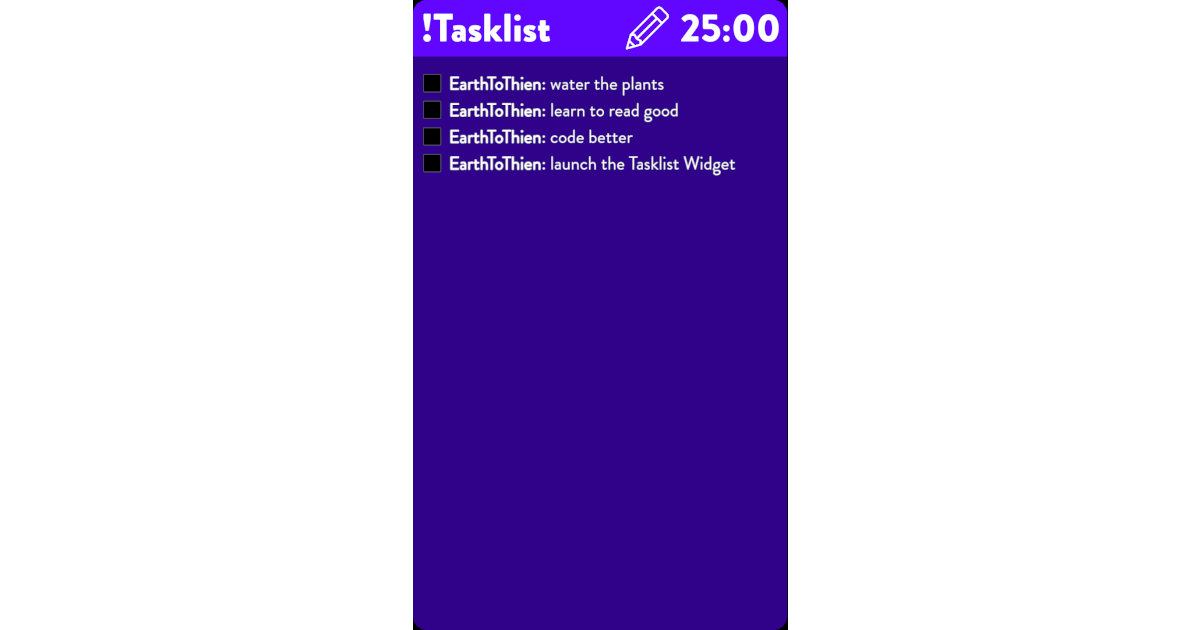 !Tasklist 25:00
EarthToThien: water the plants
EarthToThien: learn to read good
EarthToThien: code better
EarthToThien: launch the Tasklist Widget